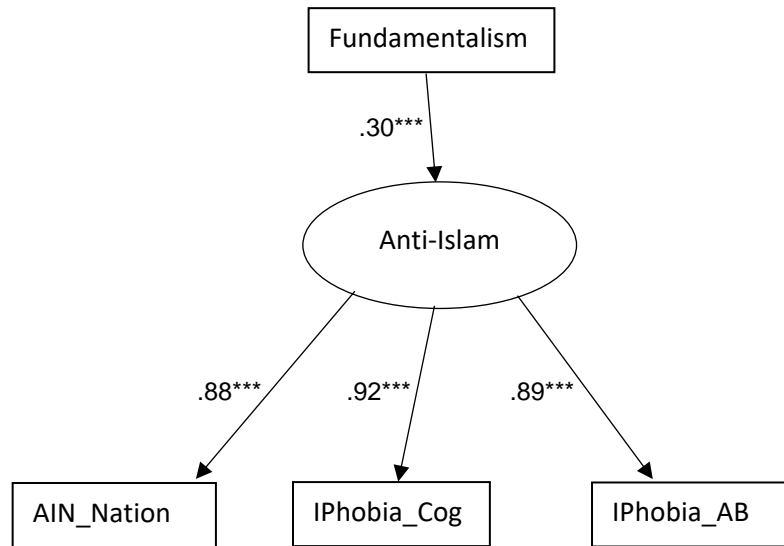 Fundamentalism
.30***
Anti-Islam
.88***
.92***
.89***
AIN_Nation
IPhobia_Cog
IPhobia_AB